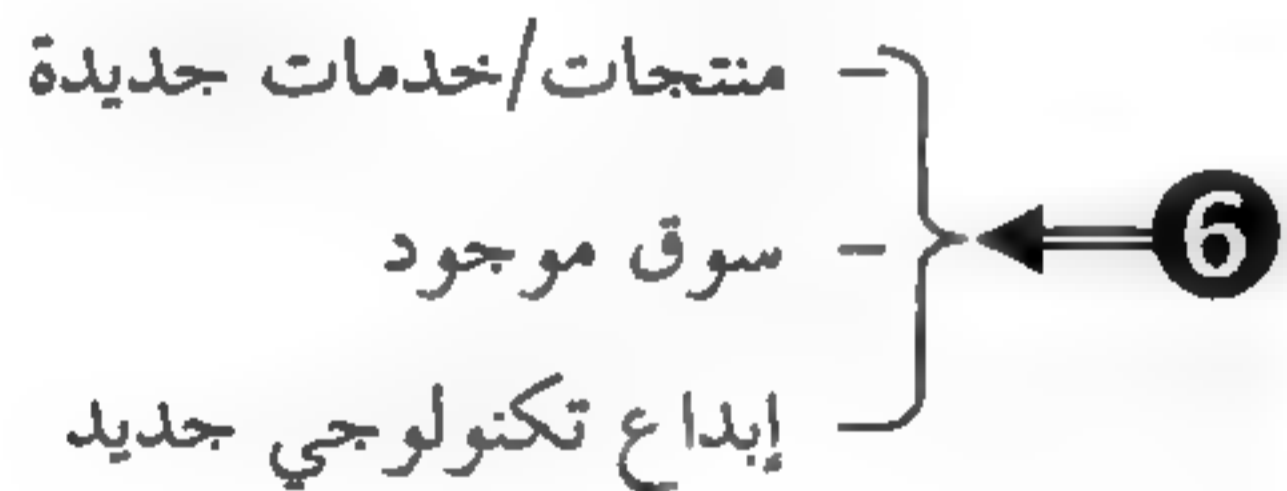 - منتجات/خدمات جديدة
- سوق موجود
6
- إبداع تكنولوجي جديد